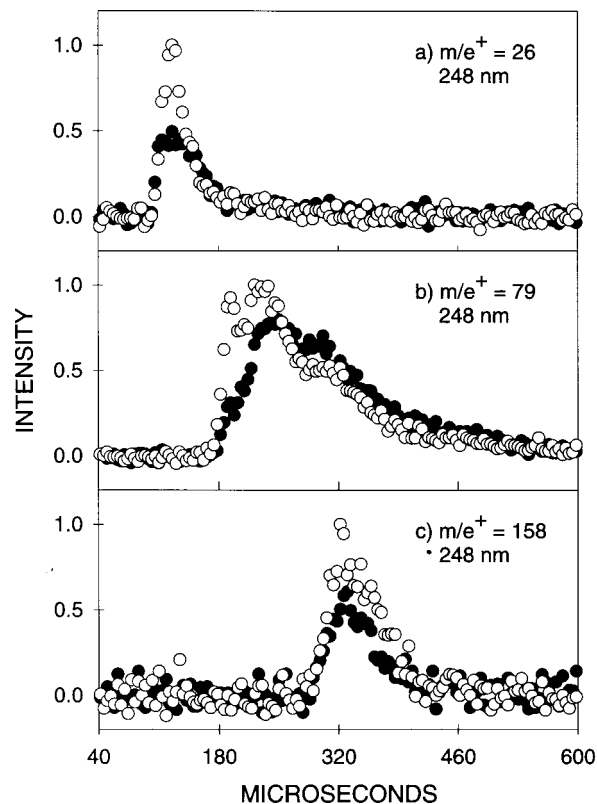 1.0
a) m/e+ = 26
248 nm
0.5
0.0
1.0
b) m/e+ = 79
248 nm
0.5
0.0
1.0
c) m/e+ = 158
248 nm
0.5
0.0
40 180 320 460 600
MICROSECONDS
INTENSITY